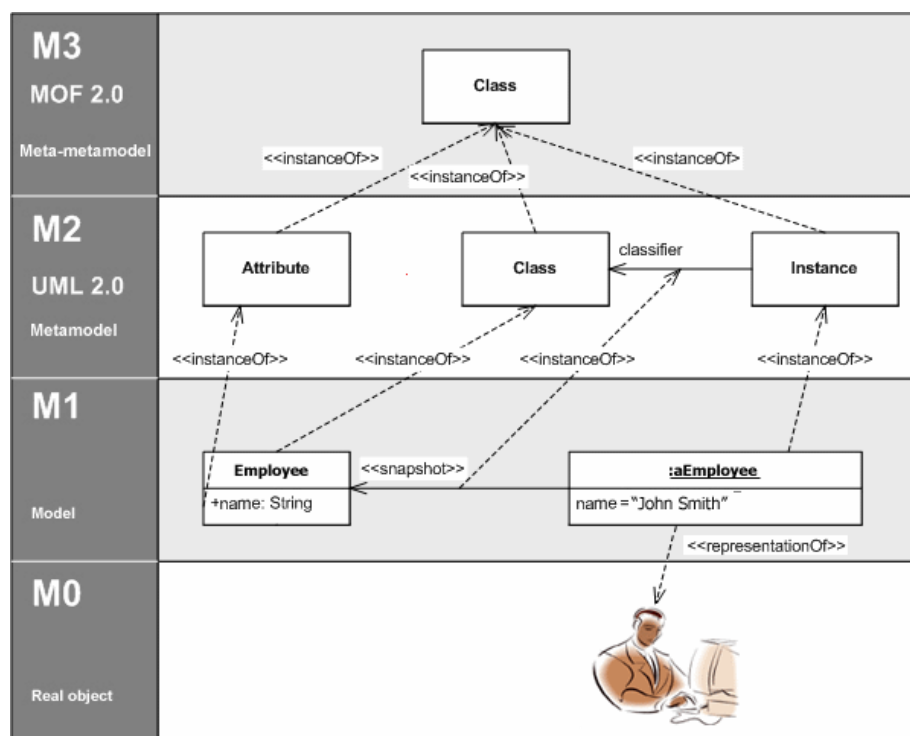 M3
MOF 2.0
Meta-metamodel
Class
<<instanceOf>>
<<instanceOf>>
<<instanceOf>
M2
UML 2.0
Metamodel
Attribute
Class
classifier
Instance
<<instanceOf>>
<<instanceOf>>
<<instanceOf>>
<<instanceOf>>
M1
Model
Employee
+name: String
<<snapshot>>
:aEmployee
name = “John Smith”
<<representationOf>>
M0
Real object